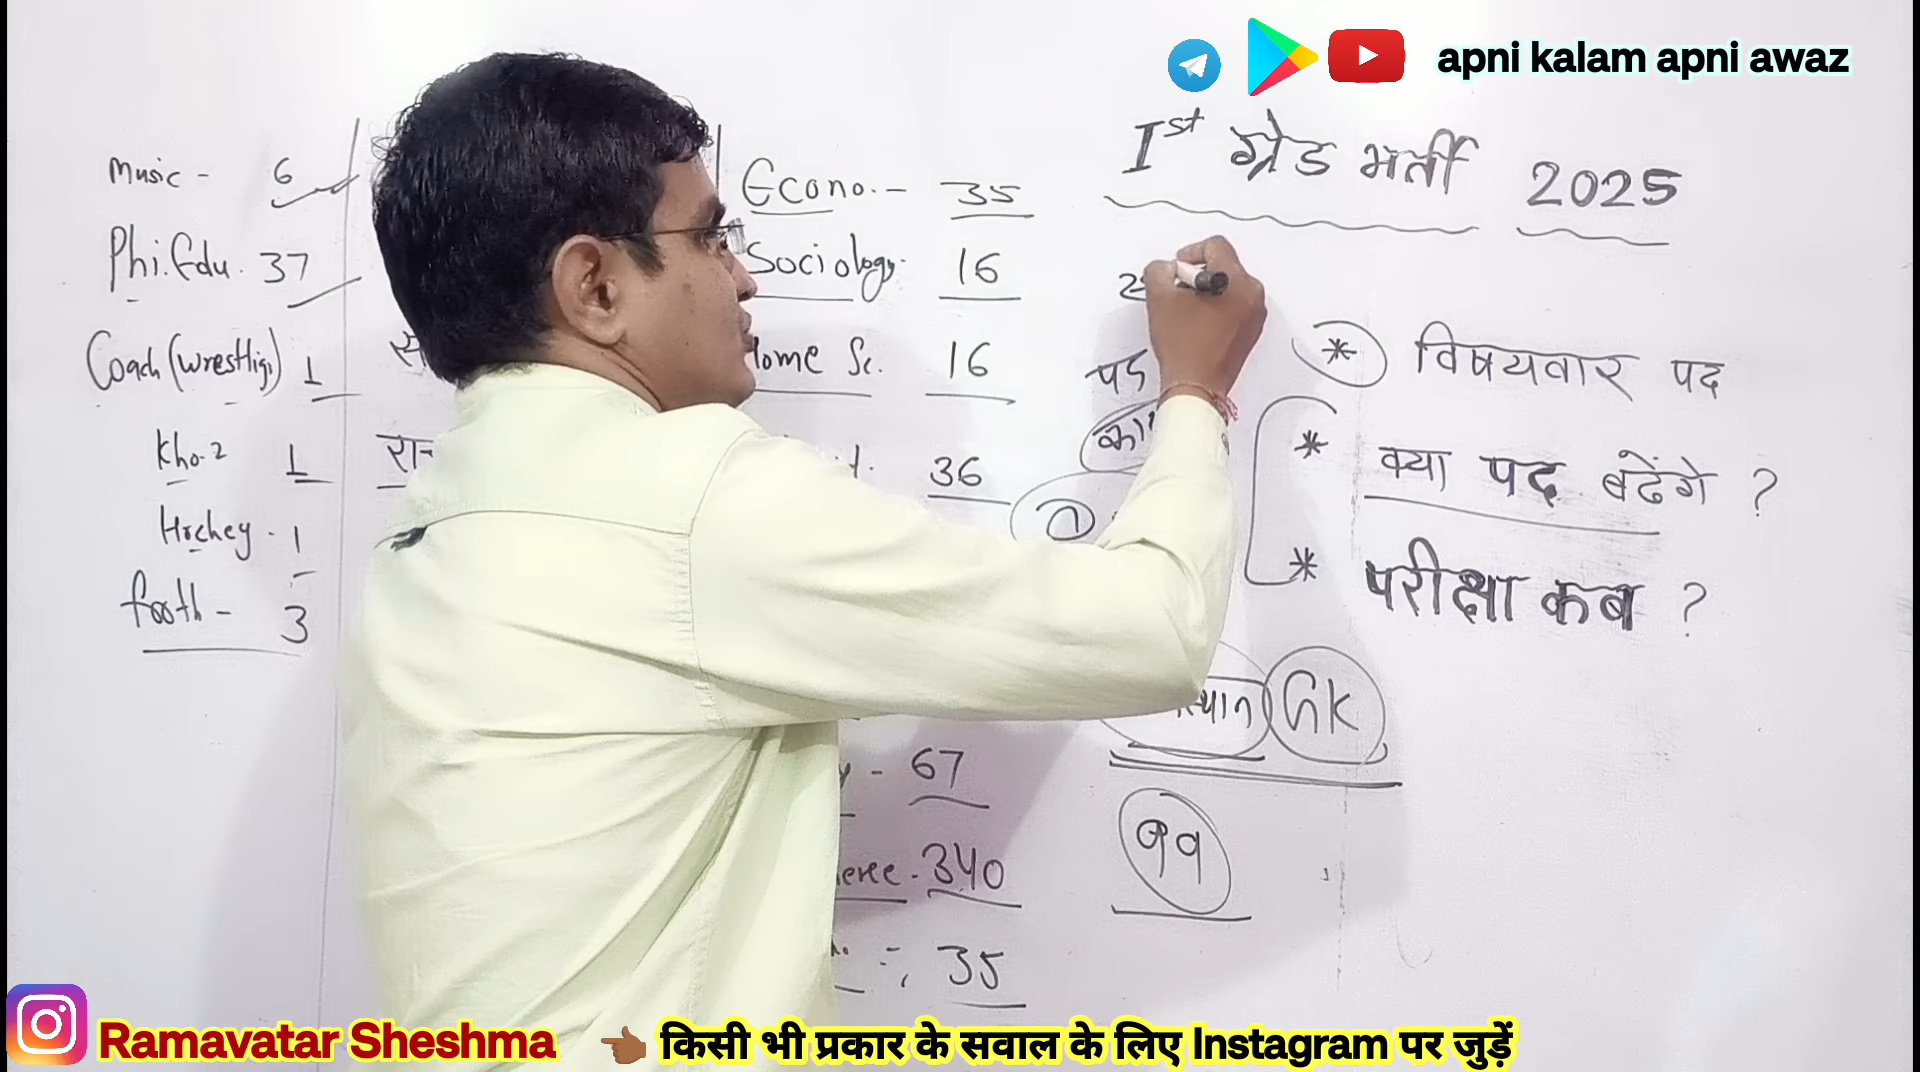 apni kalam apni awaz
Ist ग्रेड भर्ती 2025
Music - 6
Phi. Edu. 37
Coach (Wrestlig) 1
Kho-2 1
Hockey - 1
footb - 3
Econo. - 35
Sociology 16
Home Sc. 16
36
67
340
35
पद
* विषयवार पद
* क्या पद बढेंगे ?
* परीक्षा कब ?
GK
११
Ramavatar Sheshma
किसी भी प्रकार के सवाल के लिए Instagram पर जुड़ें